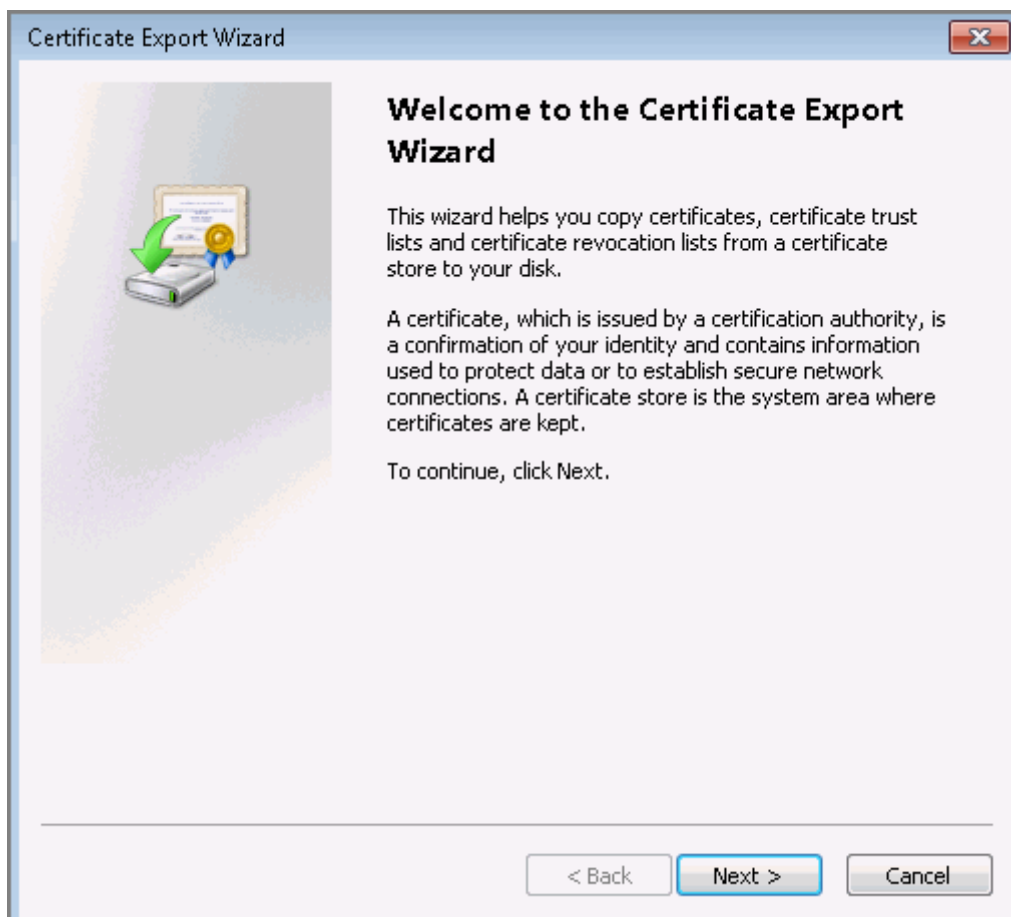 Certificate Export Wizard
Welcome to the Certificate Export
Wizard
This wizard helps you copy certificates, certificate trust
lists and certificate revocation lists from a certificate
store to your disk.
A certificate, which is issued by a certification authority, is
a confirmation of your identity and contains information
used to protect data or to establish secure network
connections. A certificate store is the system area where
certificates are kept.
To continue, click Next.
< Back
Next >
Cancel